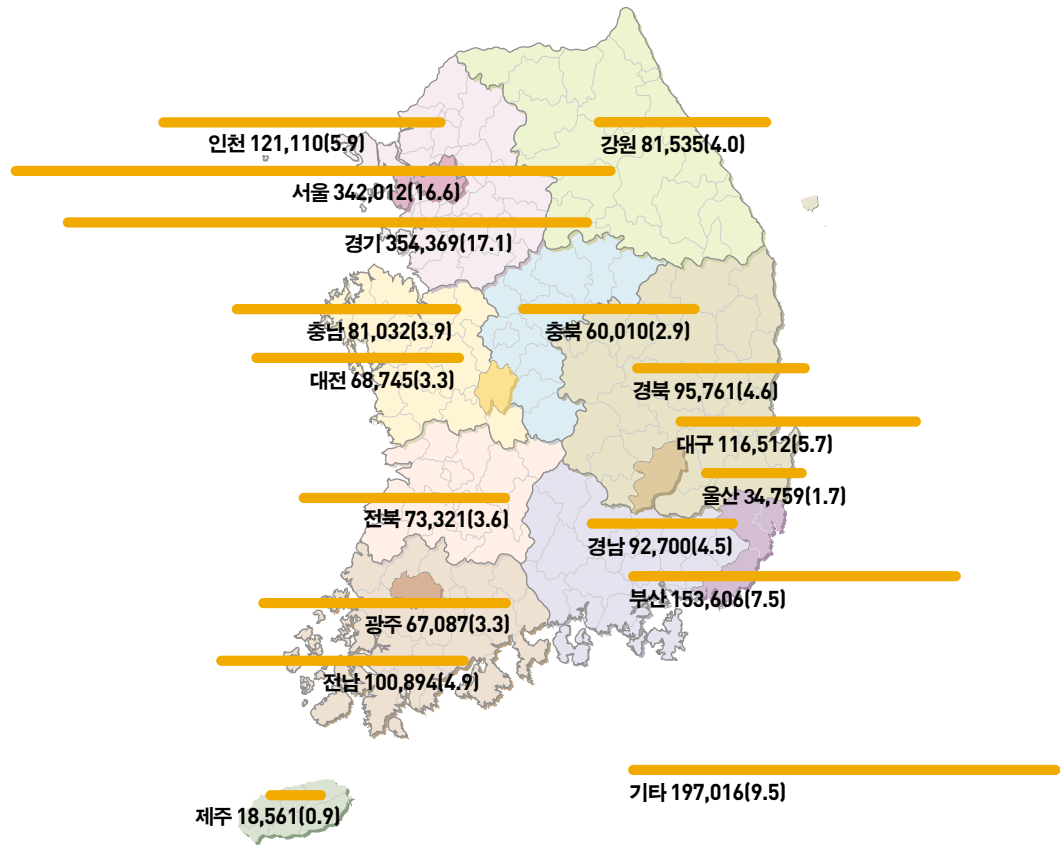 인천 121,110(5.9)
강원 81,535(4.0)
서울 342,012(16.6)
경기 354,369(17.1)
충남 81,032(3.9)
충북 60,010(2.9)
대전 68,745(3.3)
경북 95,761(4.6)
대구 116,512(5.7)
울산 34,759(1.7)
전북 73,321(3.6)
경남 92,700(4.5)
부산 153,606(7.5)
광주 67,087(3.3)
전남 100,894(4.9)
기타 197,016(9.5)
제주 18,561(0.9)